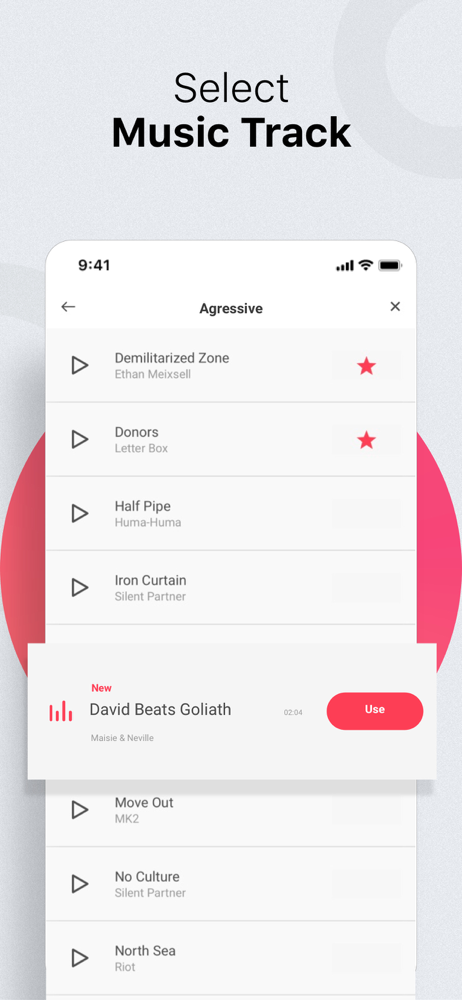 Select
Music Track
9:41
Agressive
Demilitarized Zone
Ethan Meixsell
Donors
Letter Box
Half Pipe
Huma-Huma
Iron Curtain
Silent Partner
New
David Beats Goliath
02:04
Use
Maisie & Neville
Move Out
MK2
No Culture
Silent Partner
North Sea
Riot